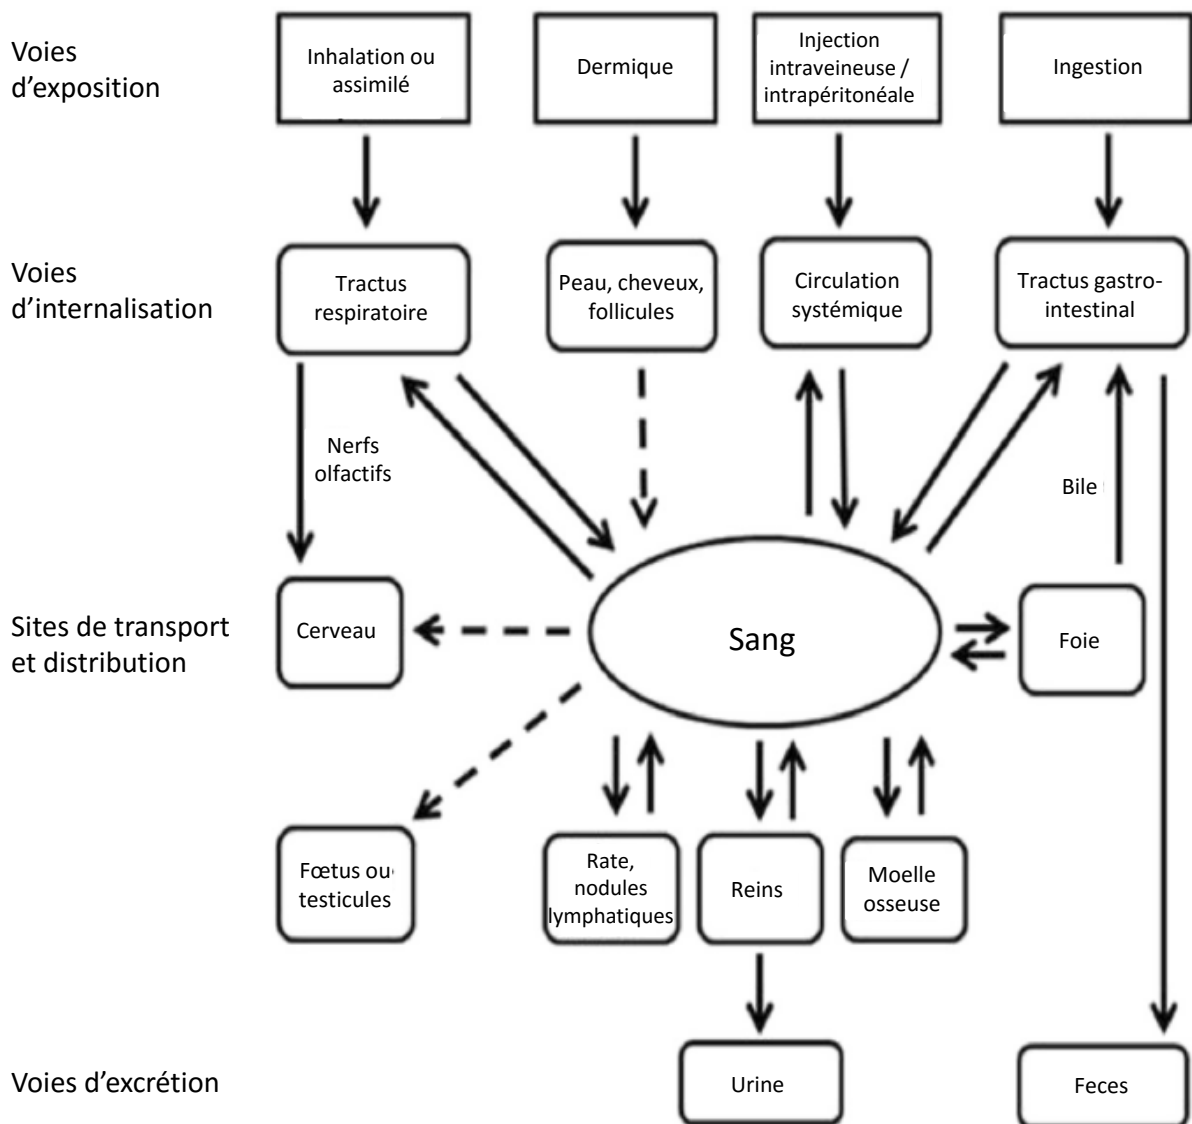 Voies
d’exposition
Inhalation ou
assimilé
Dermique
Injection
intraveineuse /
intrapéritonéale
Ingestion
Voies
d’internalisation
Tractus
respiratoire
Peau, cheveux,
follicules
Circulation
systémique
Tractus gastro-
intestinal
Nerfs
olfactifs
Bile
Sites de transport
et distribution
Cerveau
Sang
Foie
Fœtus ou
testicules
Rate,
nodules
lymphatiques
Reins
Moelle
osseuse
Voies d’excrétion
Urine
Feces